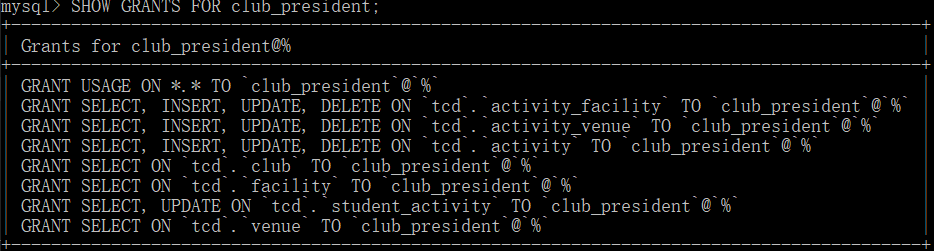 mysql> SHOW GRANTS FOR club_president;
+-----------------------------------------------------------------------------------------+
| Grants for club_president@%                                                             |
+-----------------------------------------------------------------------------------------+
| GRANT USAGE ON *.* TO `club_president`@`%`                                              |
| GRANT SELECT, INSERT, UPDATE, DELETE ON `tcd`.`activity_facility` TO `club_president`@`%` |
| GRANT SELECT, INSERT, UPDATE, DELETE ON `tcd`.`activity_venue` TO `club_president`@`%`  |
| GRANT SELECT, INSERT, UPDATE, DELETE ON `tcd`.`activity` TO `club_president`@`%`        |
| GRANT SELECT ON `tcd`.`club` TO `club_president`@`%`                                    |
| GRANT SELECT ON `tcd`.`facility` TO `club_president`@`%`                                |
| GRANT SELECT, UPDATE ON `tcd`.`student_activity` TO `club_president`@`%`                |
| GRANT SELECT ON `tcd`.`venue` TO `club_president`@`%`                                   |
+-----------------------------------------------------------------------------------------+